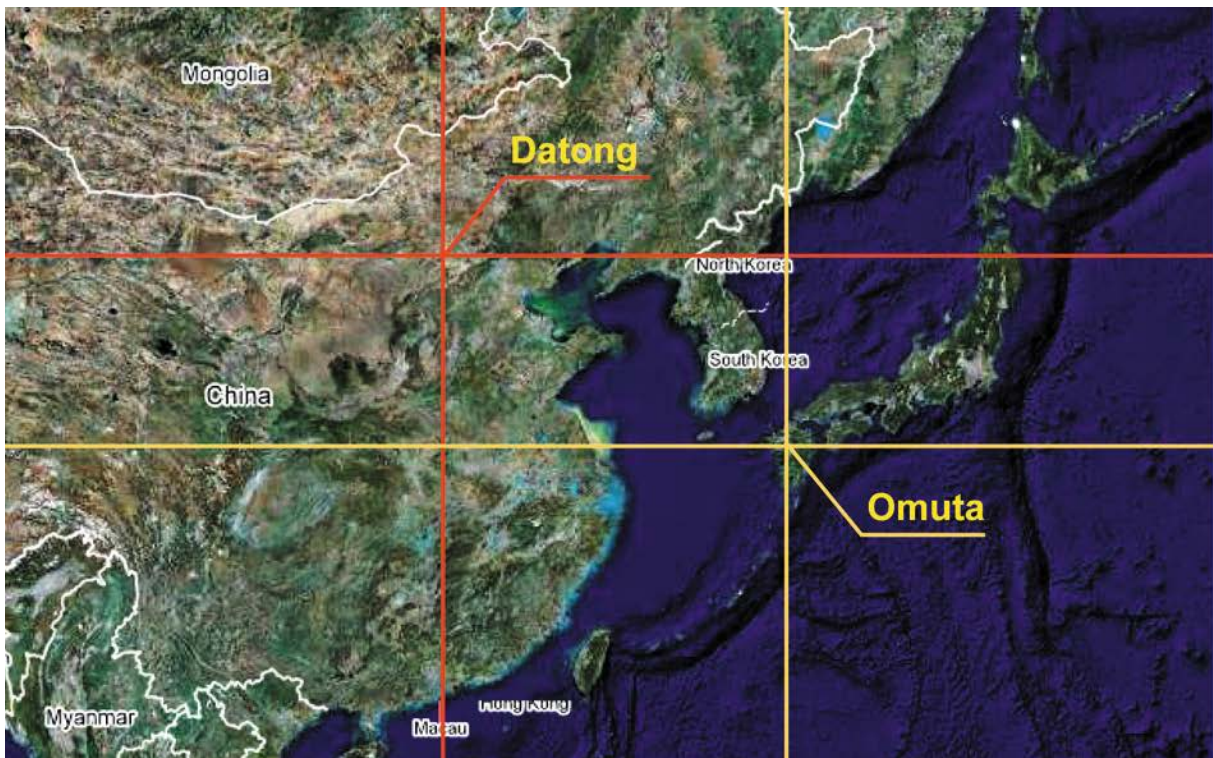 Mongolia
Datong
North Korea
South Korea
China
Omuta
Hong Kong
Myanmar
Macau